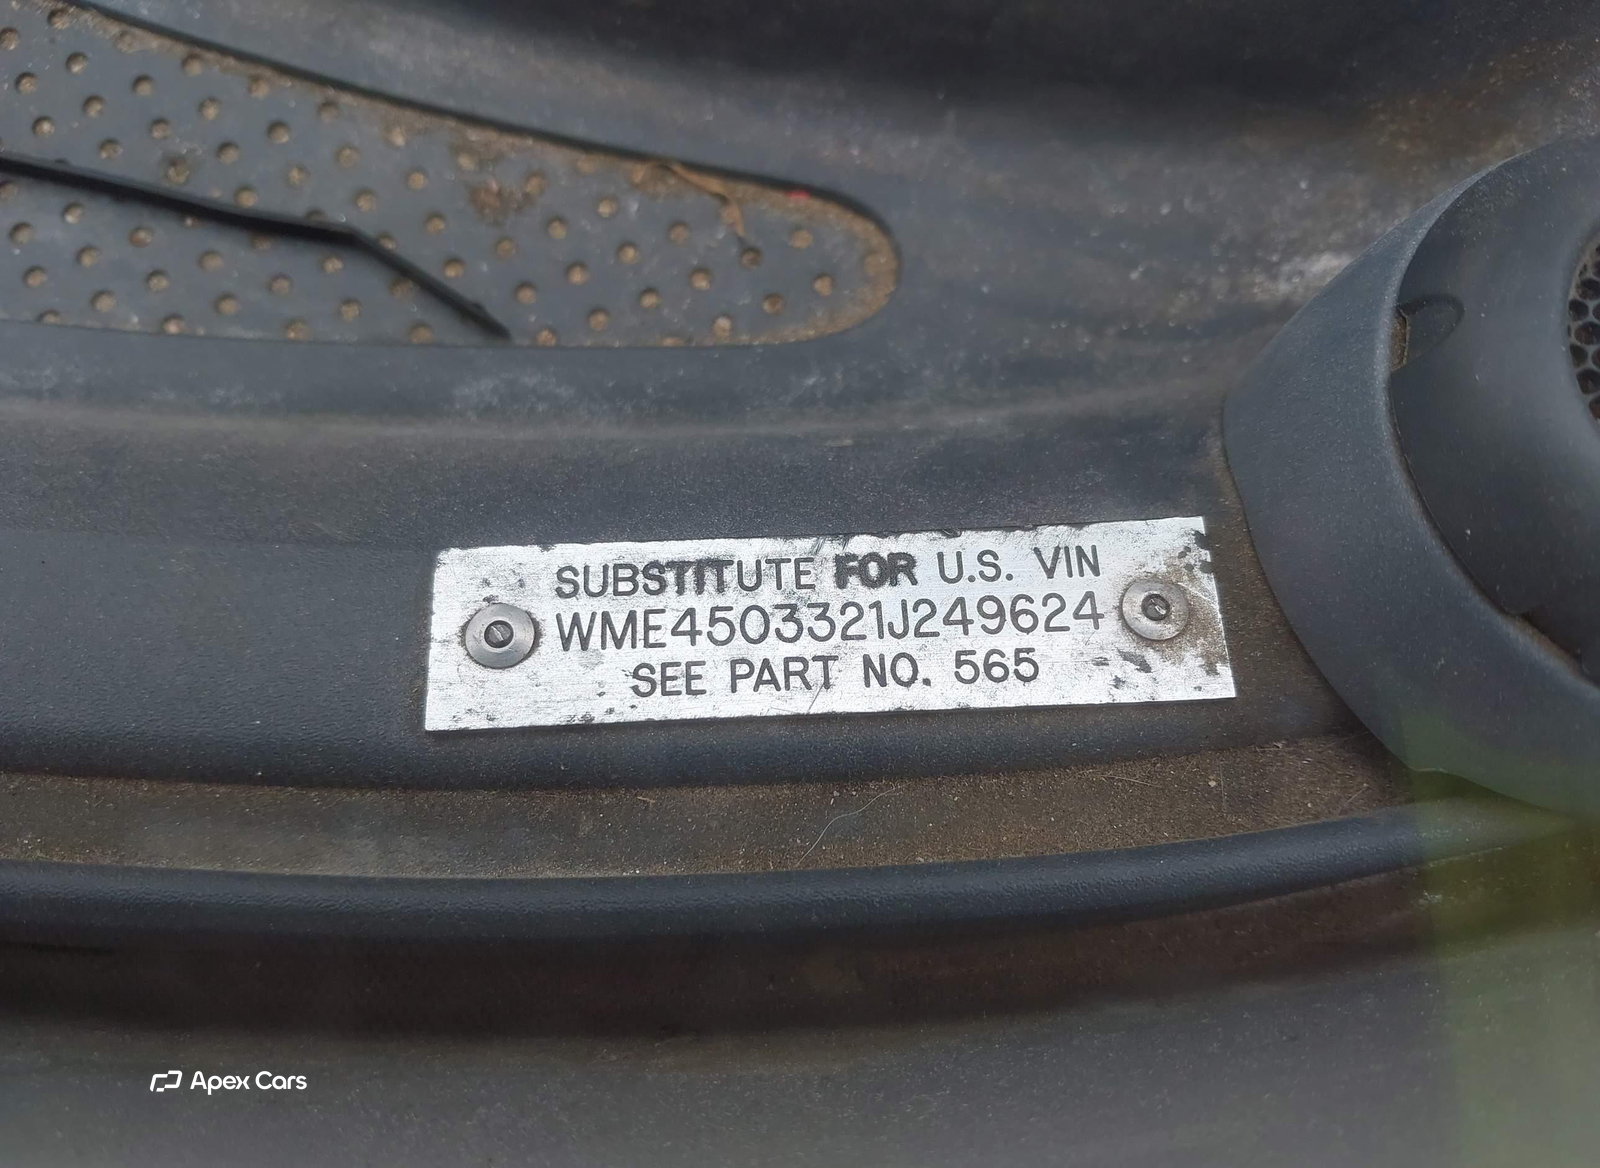 SUBSTITUTE FOR U.S. VIN
WME4503321J249624
SEE PART NO. 565
Apex Cars